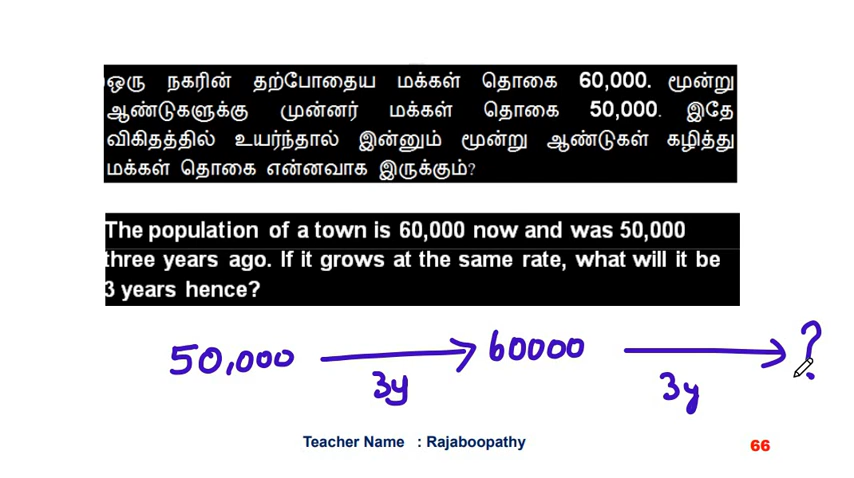 ஒரு நகரின் தற்போதைய மக்கள் தொகை 60,000. மூன்று
ஆண்டுகளுக்கு முன்னர் மக்கள் தொகை 50,000. இதே
விகிதத்தில் உயர்ந்தால் இன்னும் மூன்று ஆண்டுகள் கழித்து
மக்கள் தொகை என்னவாக இருக்கும்?
The population of a town is 60,000 now and was 50,000
three years ago. If it grows at the same rate, what will it be
3 years hence?
50,000 → 60000 → ?
3y 3y
Teacher Name : Rajaboopathy 66